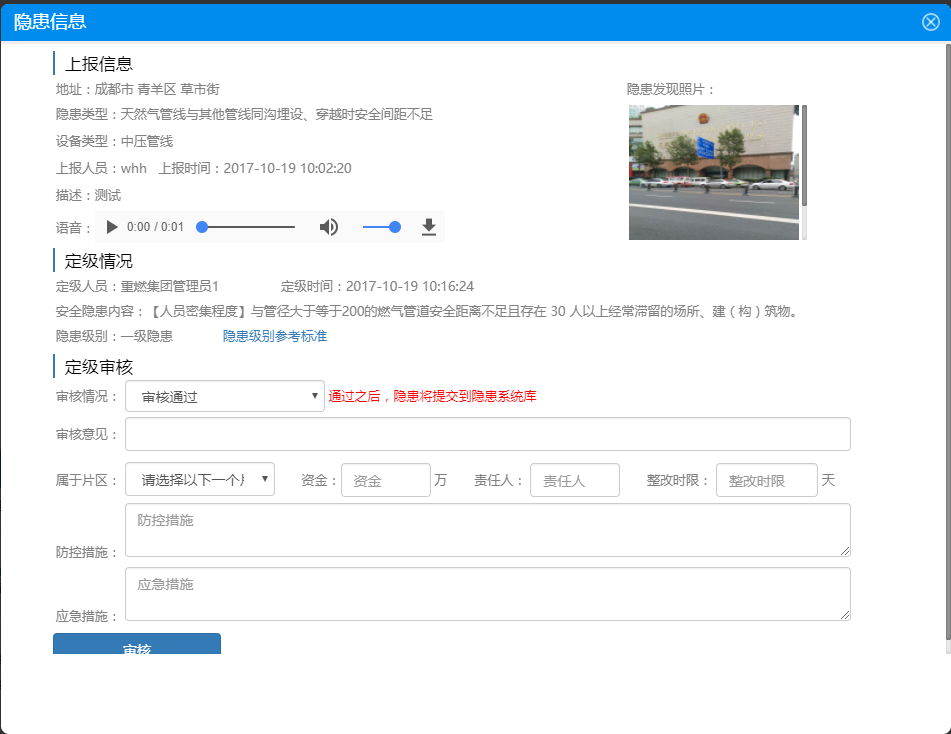 隐患信息
上报信息
地址：成都市 青羊区 草市街
隐患发现照片：
隐患类型：天然气管线与其他管线同沟埋设、穿越时安全间距不足
设备类型：中压管线
上报人员：whh 上报时间：2017-10-19 10:02:20
描述：测试
语音：0:00 / 0:01
定级情况
定级人员：重燃集团管理员1 定级时间：2017-10-19 10:16:24
安全隐患内容：【人员密集程度】与管径大于等于200的燃气管道安全距离不足且存在 30 人以上经常滞留的场所、建（构）筑物。
隐患级别：一级隐患 隐患级别参考标准
定级审核
审核情况： 审核通过 通过之后，隐患将提交到隐患系统库
审核意见：
属于片区： 请选择以下一个 资金： 资金 万 责任人： 责任人 整改时限： 整改时限 天
防控措施
防控措施：
应急措施
应急措施：
审核